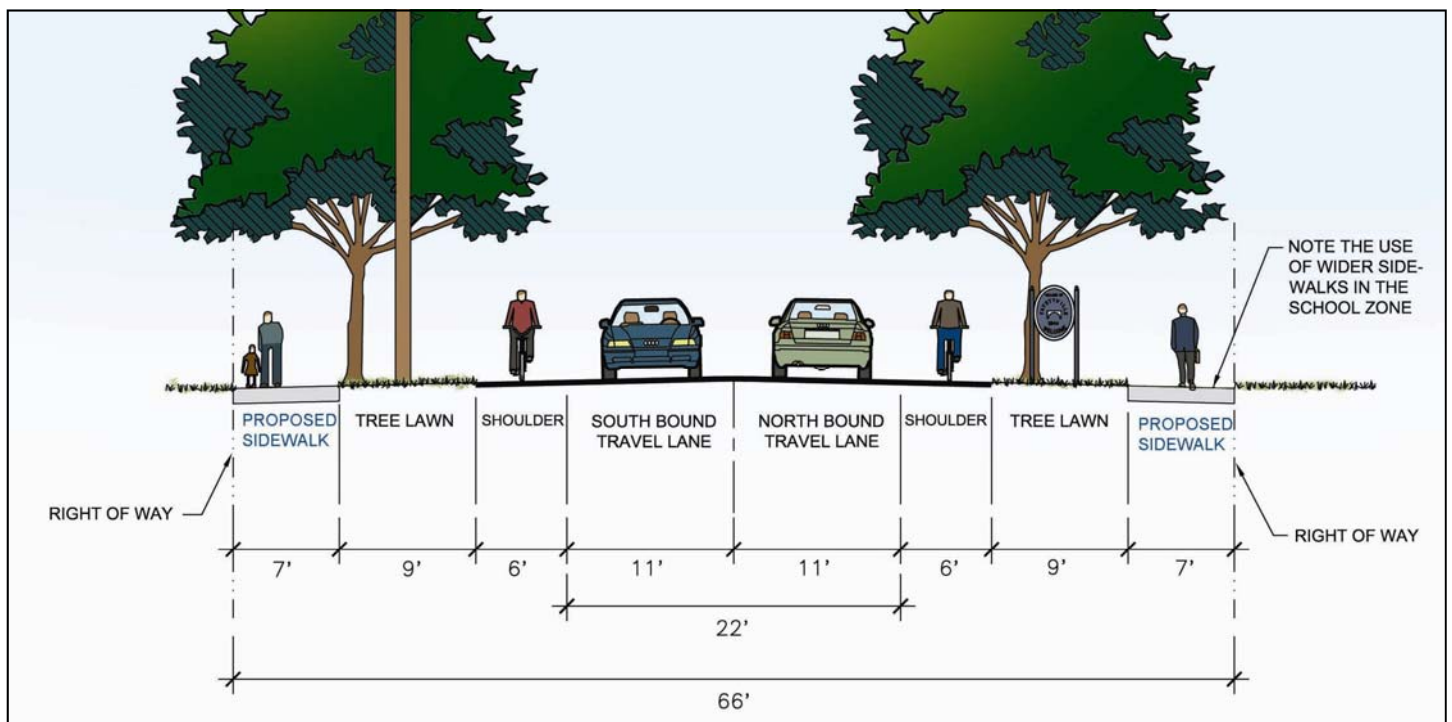 NOTE THE USE
OF WIDER SIDE-
WALKS IN THE
SCHOOL ZONE
PROPOSED
SIDEWALK
TREE LAWN
SHOULDER
SOUTH BOUND
TRAVEL LANE
NORTH BOUND
TRAVEL LANE
SHOULDER
TREE LAWN
PROPOSED
SIDEWALK
RIGHT OF WAY
RIGHT OF WAY
7'
9'
6'
11'
11'
6'
9'
7'
22'
66'